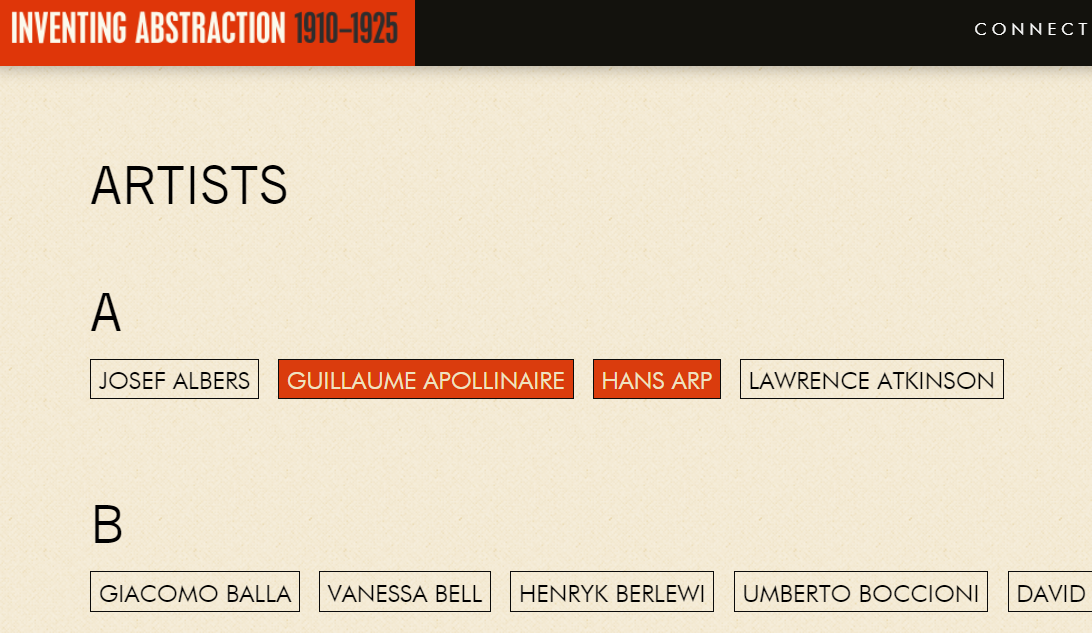 INVENTING ABSTRACTION 1910–1925
CONNECT
ARTISTS
A
JOSEF ALBERS GUILLAUME APOLLINAIRE HANS ARP LAWRENCE ATKINSON
B
GIACOMO BALLA VANESSA BELL HENRYK BERLEWI UMBERTO BOCCIONI DAVID